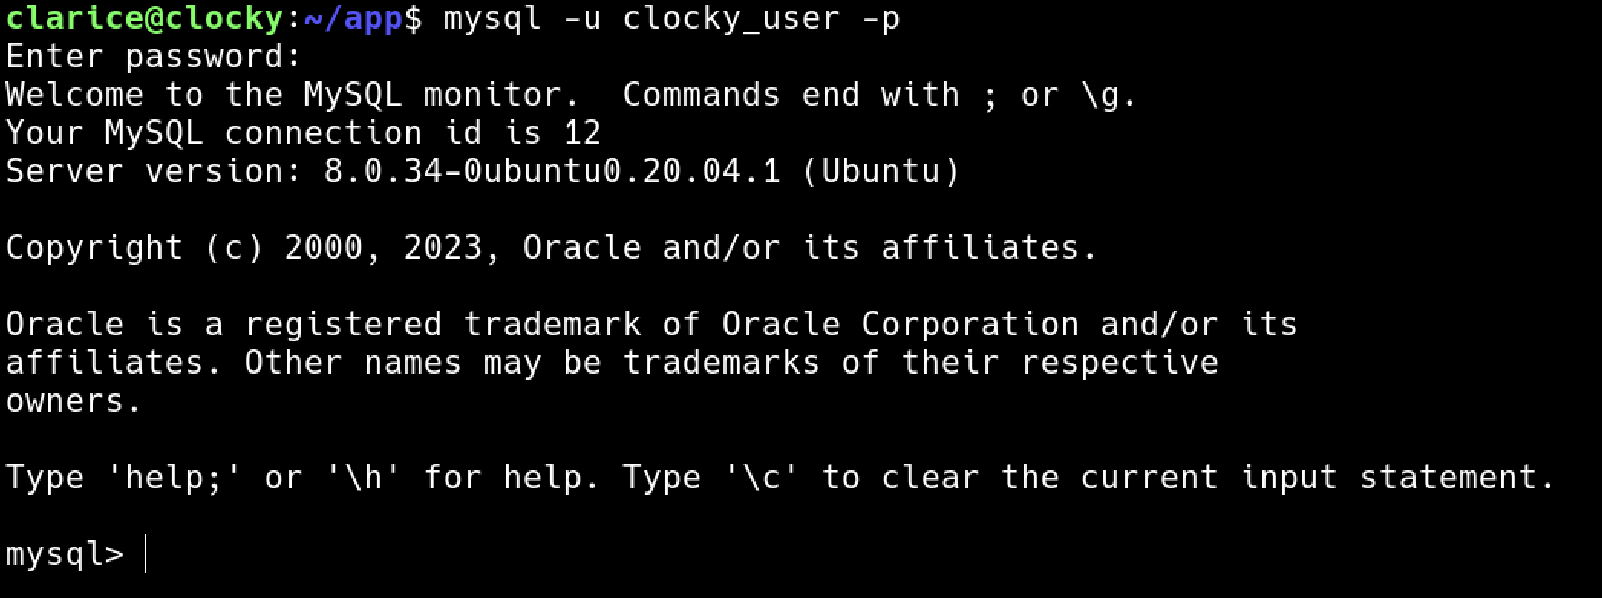 clarice@clocky:~/app$ mysql -u clocky_user -p
Enter password:
Welcome to the MySQL monitor.  Commands end with ; or \g.
Your MySQL connection id is 12
Server version: 8.0.34-0ubuntu0.20.04.1 (Ubuntu)

Copyright (c) 2000, 2023, Oracle and/or its affiliates.

Oracle is a registered trademark of Oracle Corporation and/or its
affiliates. Other names may be trademarks of their respective
owners.

Type 'help;' or '\h' for help. Type '\c' to clear the current input statement.

mysql>